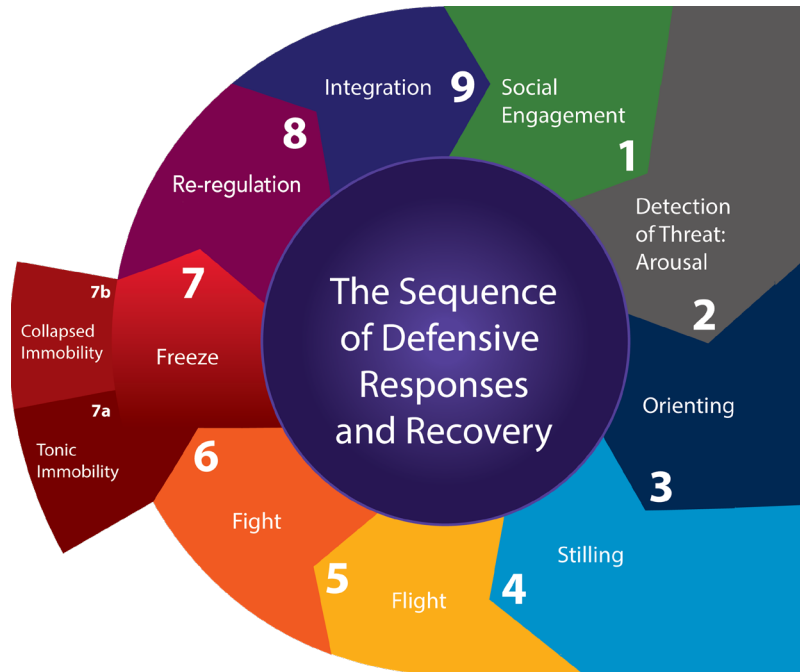 The Sequence
of Defensive
Responses
and Recovery
Social
Engagement
1
Detection
of Threat:
Arousal
2
Orienting
3
Stilling
4
Flight
5
Fight
6
Freeze
7
7a
Tonic
Immobility
7b
Collapsed
Immobility
Re-regulation
8
Integration
9